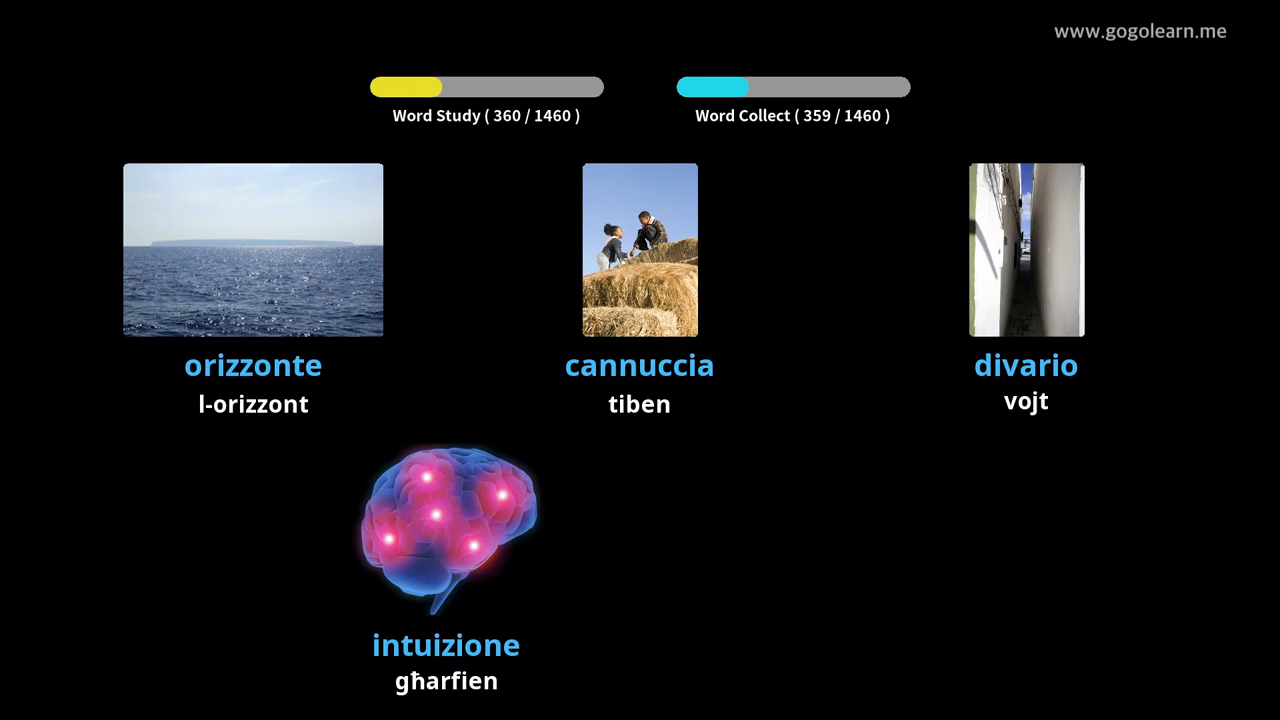 www.gogolearn.me
Word Study ( 360 / 1460 )
Word Collect ( 359 / 1460 )
orizzonte
l-orizzont
cannuccia
tiben
divario
vojt
intuizione
għarfien